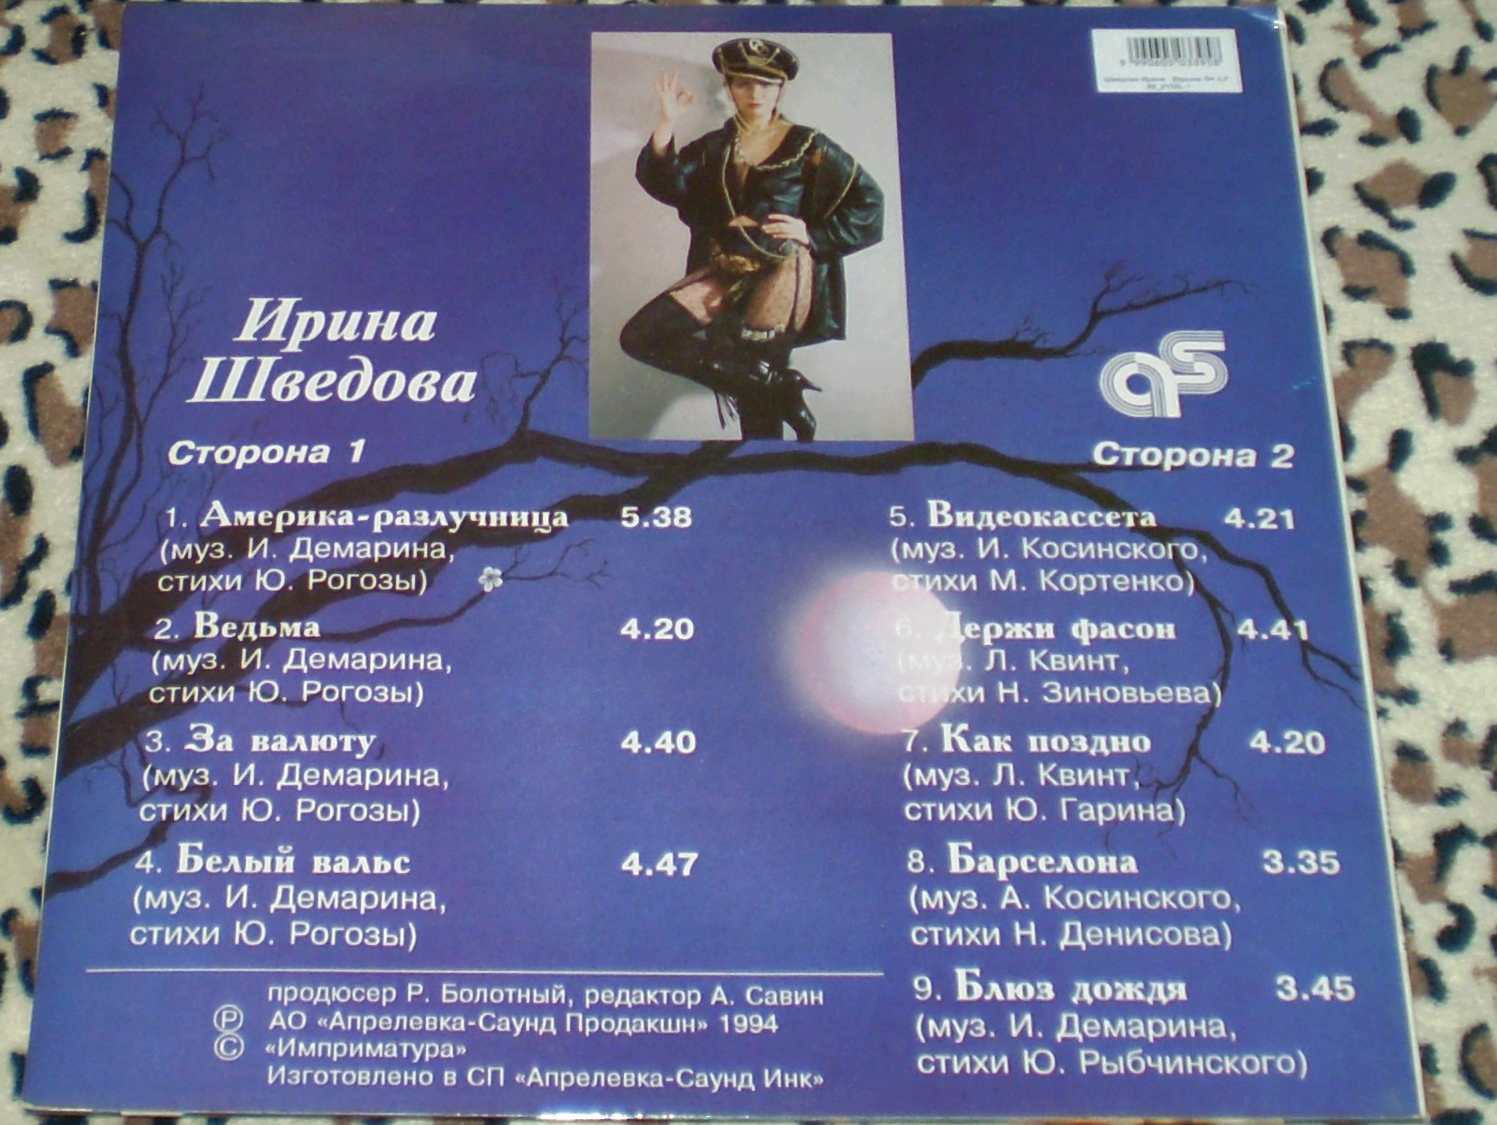 9 990605 033958
Ирина
Шведова
aps
Сторона 1
1. Америка-разлучница 5.38
(муз. И. Демарина,
стихи Ю. Рогозы)
2. Ведьма 4.20
(муз. И. Демарина,
стихи Ю. Рогозы)
3. За валюту 4.40
(муз. И. Демарина,
стихи Ю. Рогозы)
4. Белый вальс 4.47
(муз. И. Демарина,
стихи Ю. Рогозы)
Сторона 2
5. Видеокассета 4.21
(муз. И. Косинского,
стихи М. Кортенко)
6. Держи фасон 4.41
(муз. Л. Квинт,
стихи Н. Зиновьева)
7. Как поздно 4.20
(муз. Л. Квинт,
стихи Ю. Гарина)
8. Барселона 3.35
(муз. А. Косинского,
стихи Н. Денисова)
9. Блюз дождя 3.45
(муз. И. Демарина,
стихи Ю. Рыбчинского)
продюсер Р. Болотный, редактор А. Савин
Ⓟ АО «Апрелевка-Саунд Продакшн» 1994
© «Имприматура»
Изготовлено в СП «Апрелевка-Саунд Инк»